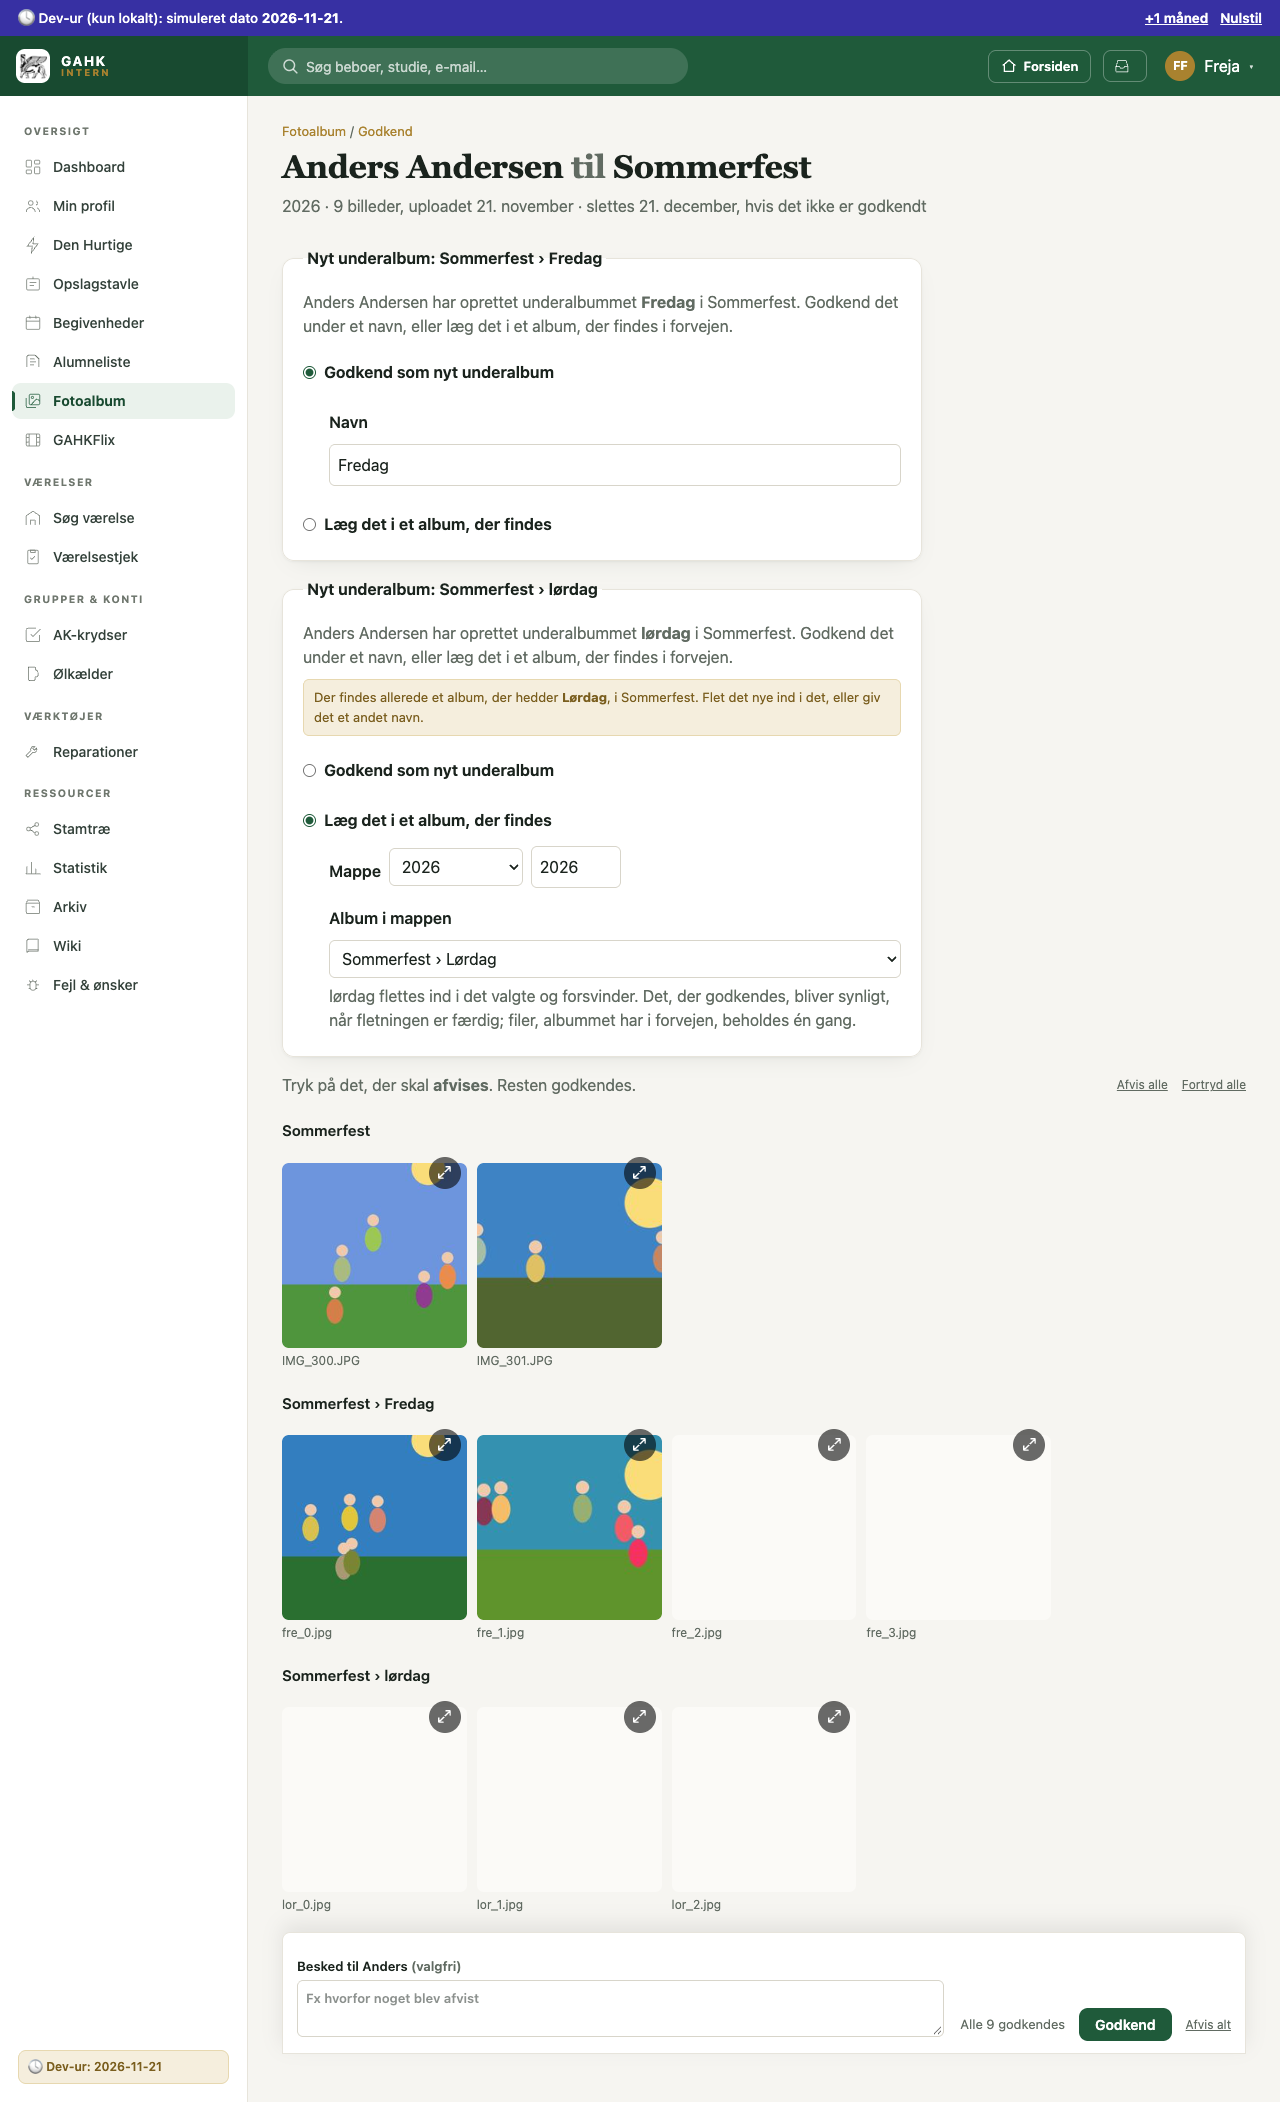 Dev-ur (kun lokalt): simuleret dato 2026-11-21.
+1 måned Nulstil
GAHK
INTERN
Søg beboer, studie, e-mail...
Forsiden
FF
Freja
OVERSIGT
Dashboard
Min profil
Den Hurtige
Opslagstavle
Begivenheder
Alumneliste
Fotoalbum
GAHKFlix
VÆRELSER
Søg værelse
Værelsestjek
GRUPPER & KONTI
AK-krydser
Ølkælder
VÆRKTØJER
Reparationer
RESSOURCER
Stamtræ
Statistik
Arkiv
Wiki
Fejl & ønsker
Dev-ur: 2026-11-21
Fotoalbum / Godkend
Anders Andersen til Sommerfest
2026 · 9 billeder, uploadet 21. november · slettes 21. december, hvis det ikke er godkendt
Nyt underalbum: Sommerfest › Fredag
Anders Andersen har oprettet underalbummet Fredag i Sommerfest. Godkend det
under et navn, eller læg det i et album, der findes i forvejen.
Godkend som nyt underalbum
Navn
Fredag
Læg det i et album, der findes
Nyt underalbum: Sommerfest › lørdag
Anders Andersen har oprettet underalbummet lørdag i Sommerfest. Godkend det
under et navn, eller læg det i et album, der findes i forvejen.
Der findes allerede et album, der hedder Lørdag, i Sommerfest. Flet det nye ind i det, eller giv
det et andet navn.
Godkend som nyt underalbum
Læg det i et album, der findes
Mappe 2026 2026
Album i mappen
Sommerfest › Lørdag
lørdag flettes ind i det valgte og forsvinder. Det, der godkendes, bliver synligt,
når fletningen er færdig; filer, albummet har i forvejen, beholdes én gang.
Tryk på det, der skal afvises. Resten godkendes.
Afvis alle Fortryd alle
Sommerfest
IMG_300.JPG IMG_301.JPG
Sommerfest › Fredag
fre_0.jpg fre_1.jpg fre_2.jpg fre_3.jpg
Sommerfest › lørdag
lor_0.jpg lor_1.jpg lor_2.jpg
Besked til Anders (valgfri)
Fx hvorfor noget blev afvist
Alle 9 godkendes Godkend Afvis alt